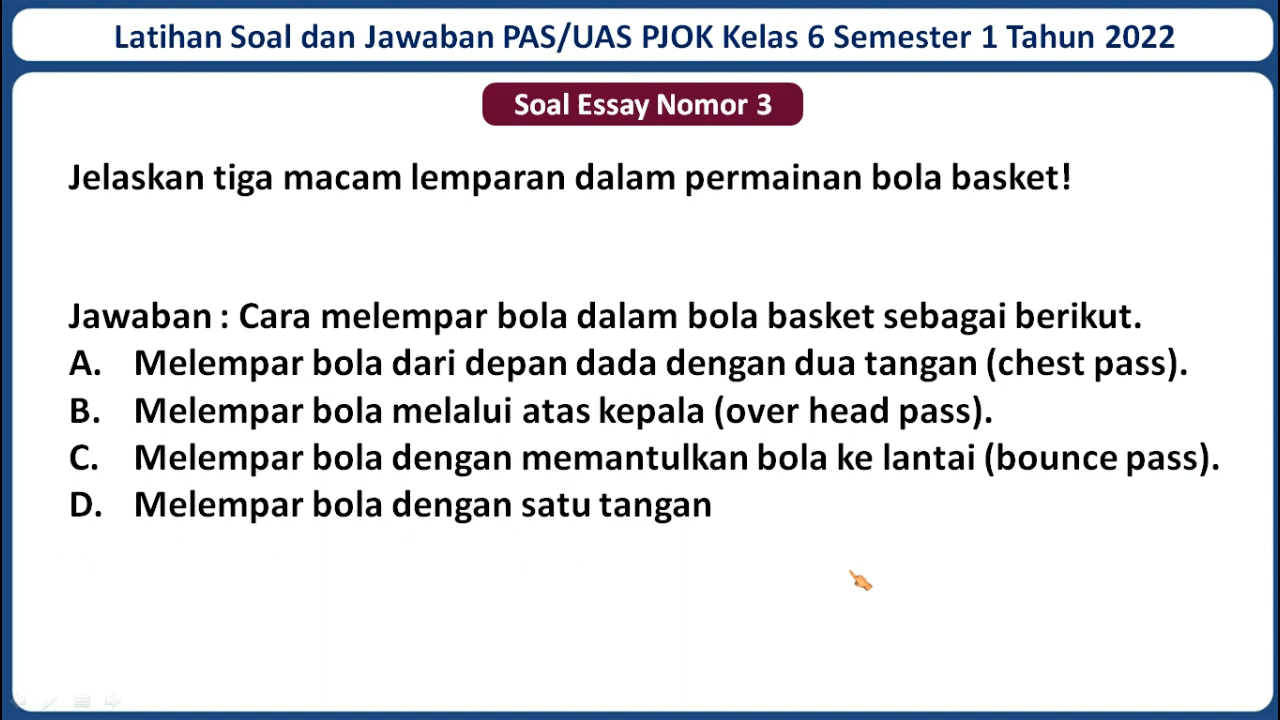 Latihan Soal dan Jawaban PAS/UAS PJOK Kelas 6 Semester 1 Tahun 2022
Soal Essay Nomor 3
Jelaskan tiga macam lemparan dalam permainan bola basket!
Jawaban : Cara melempar bola dalam bola basket sebagai berikut.
A. Melempar bola dari depan dada dengan dua tangan (chest pass).
B. Melempar bola melalui atas kepala (over head pass).
C. Melempar bola dengan memantulkan bola ke lantai (bounce pass).
D. Melempar bola dengan satu tangan